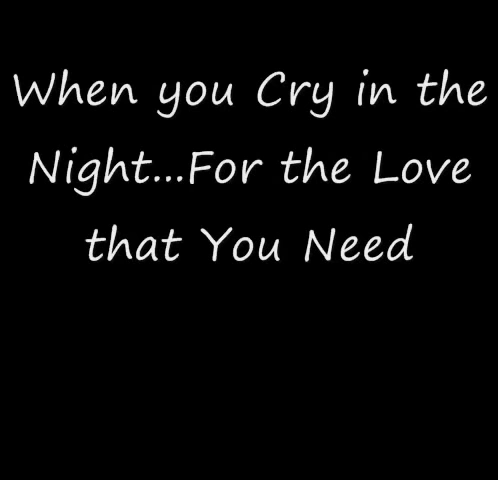 When you Cry in the
Night...For the Love
that You Need